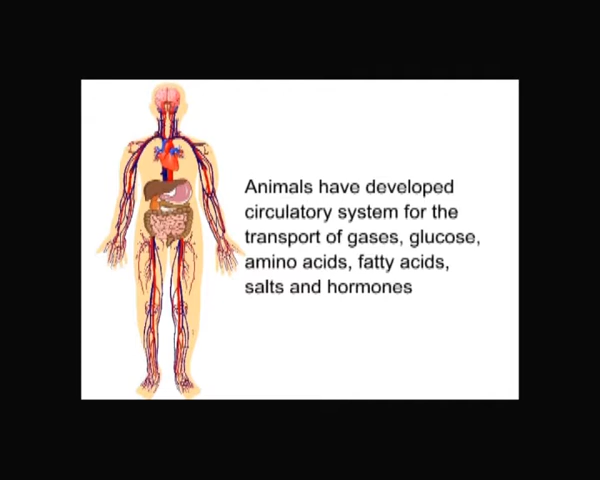 Animals have developed
circulatory system for the
transport of gases, glucose,
amino acids, fatty acids,
salts and hormones